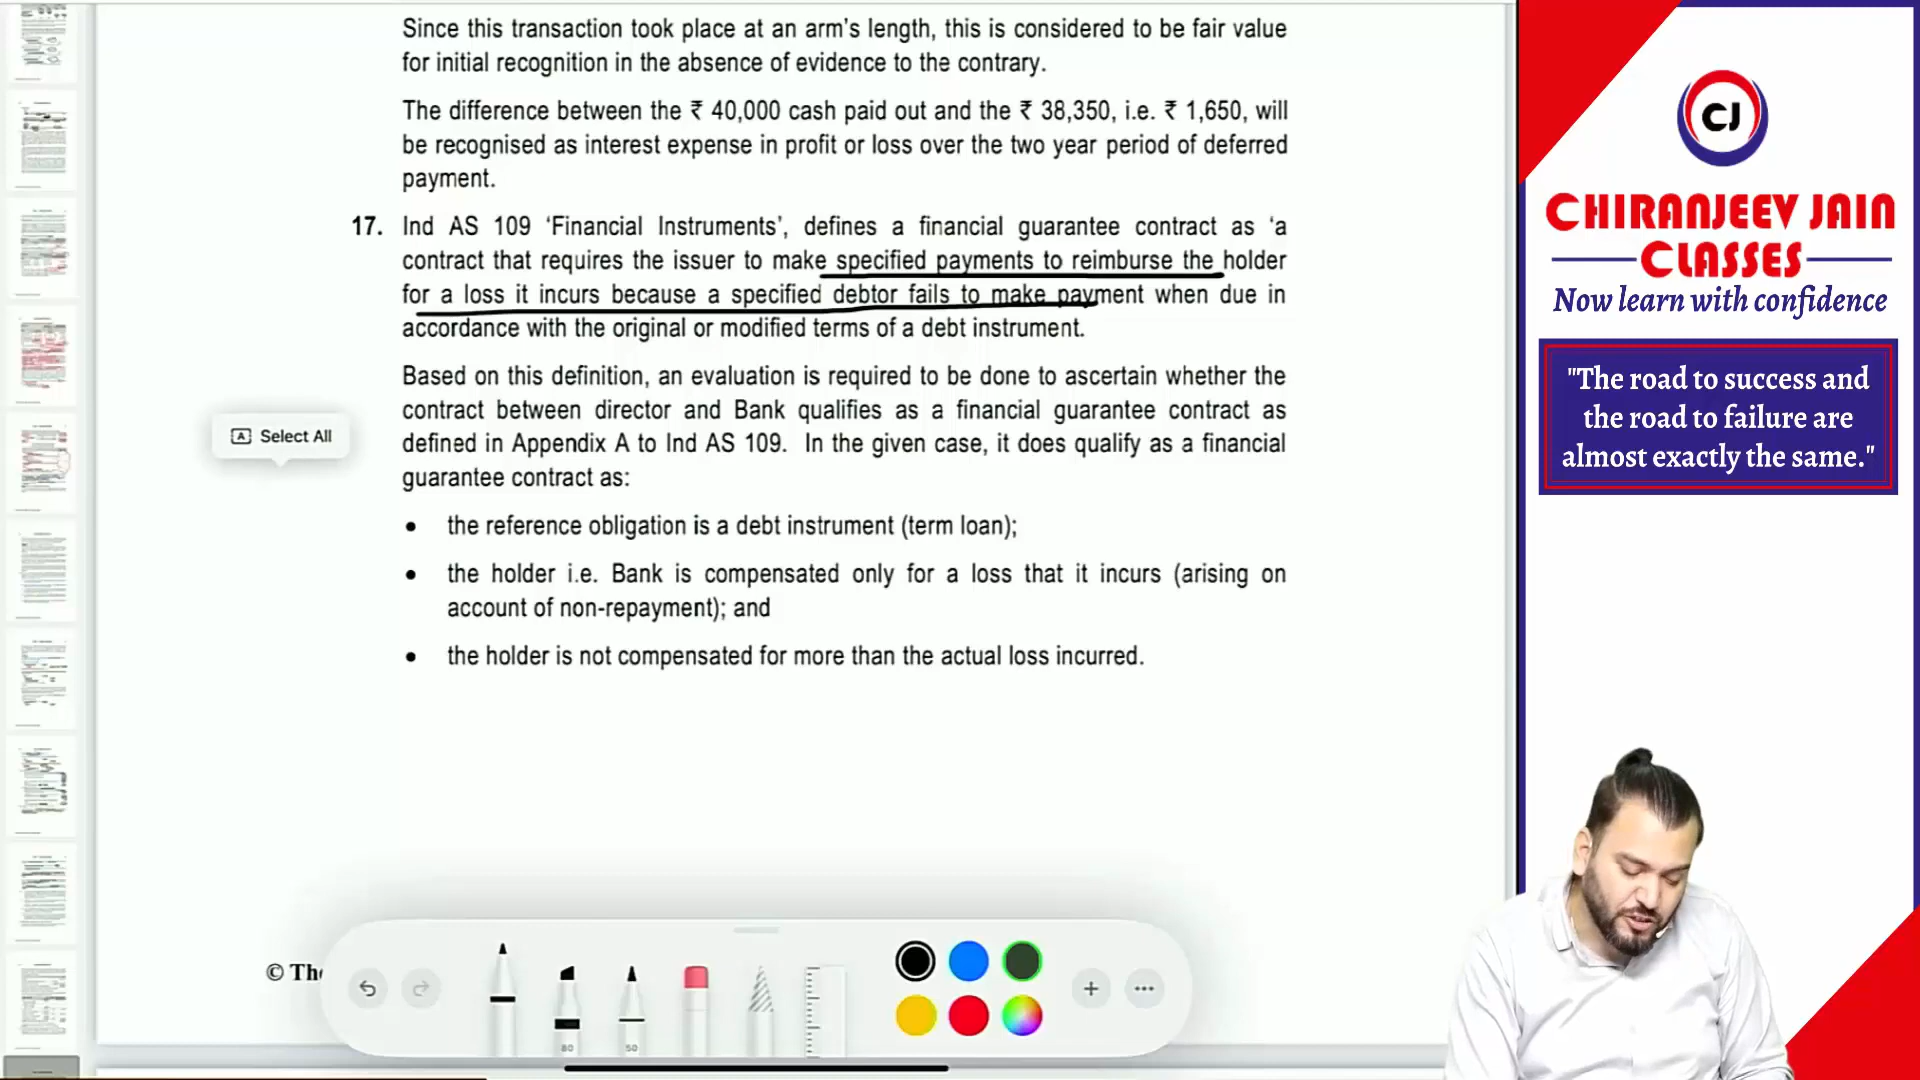 Since this transaction took place at an arm's length, this is considered to be fair value
for initial recognition in the absence of evidence to the contrary.
The difference between the ₹ 40,000 cash paid out and the ₹ 38,350, i.e. ₹ 1,650, will
be recognised as interest expense in profit or loss over the two year period of deferred
payment.
17. Ind AS 109 ‘Financial Instruments’, defines a financial guarantee contract as ‘a
contract that requires the issuer to make specified payments to reimburse the holder
for a loss it incurs because a specified debtor fails to make payment when due in
accordance with the original or modified terms of a debt instrument.
Based on this definition, an evaluation is required to be done to ascertain whether the
contract between director and Bank qualifies as a financial guarantee contract as
defined in Appendix A to Ind AS 109. In the given case, it does qualify as a financial
guarantee contract as:
• the reference obligation is a debt instrument (term loan);
• the holder i.e. Bank is compensated only for a loss that it incurs (arising on
account of non-repayment); and
• the holder is not compensated for more than the actual loss incurred.
Select All
© The
80
50
CJ
CHIRANJEEV JAIN
CLASSES
Now learn with confidence
"The road to success and
the road to failure are
almost exactly the same."